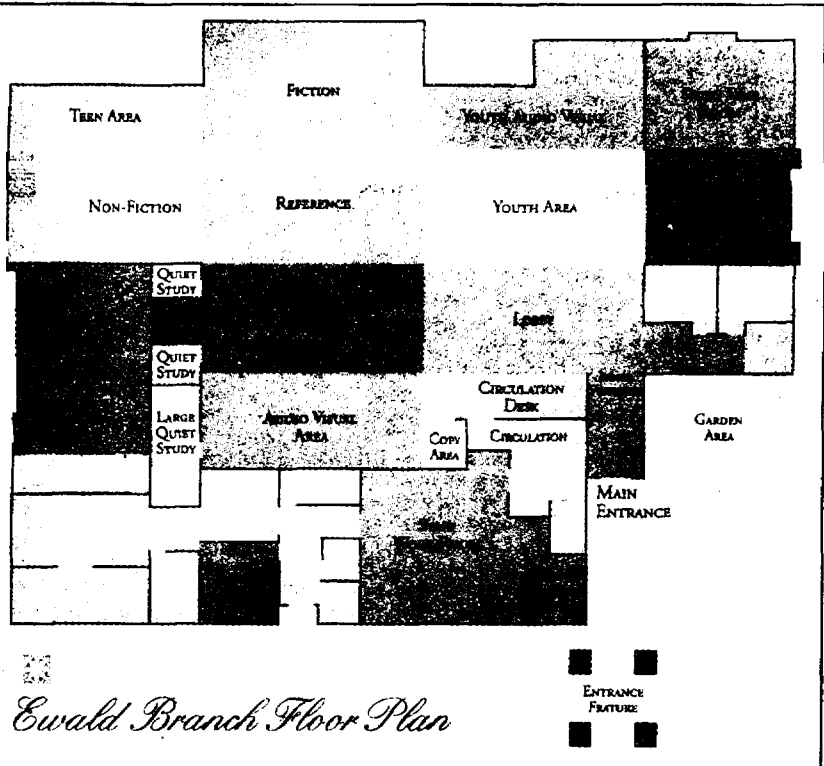 FICTION
TEEN AREA
YOUTH AUDIO VISUAL
NON-FICTION
REFERENCE
YOUTH AREA
QUIET
STUDY
LOBBY
QUIET
STUDY
LARGE
QUIET
STUDY
AUDIO VISUAL
AREA
CIRCULATION
DESK
COPY
AREA
CIRCULATION
GARDEN
AREA
MAIN
ENTRANCE
Ewald Branch Floor Plan
ENTRANCE
FEATURE